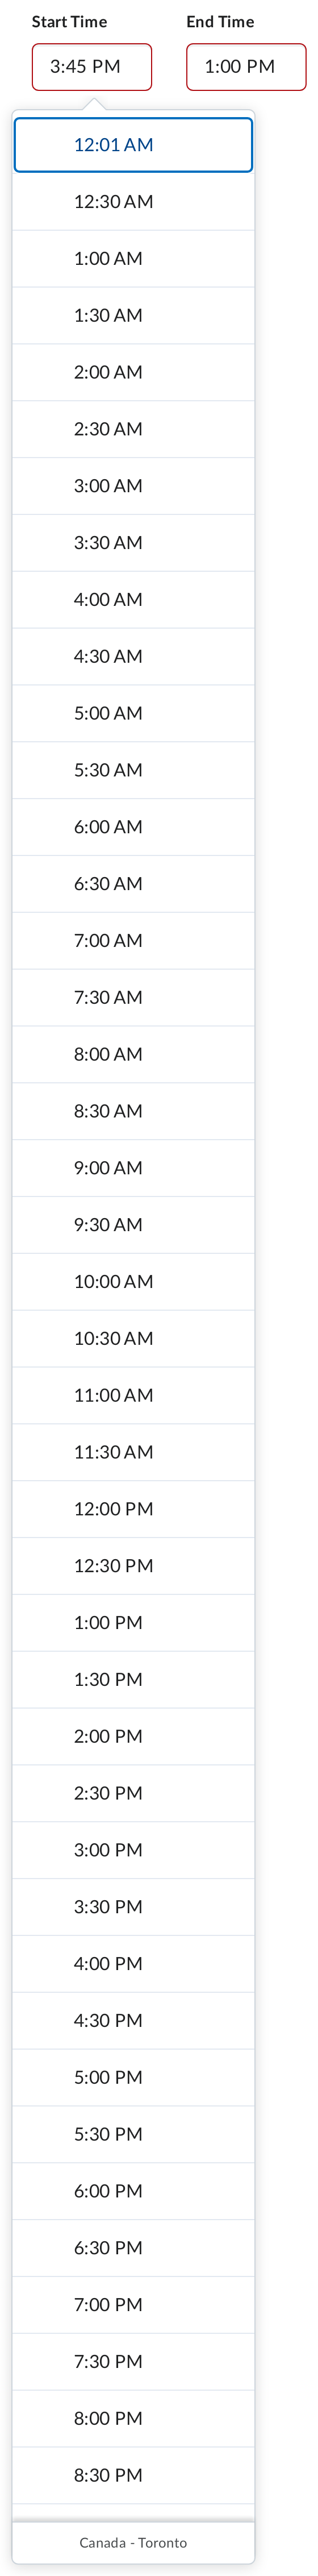 Start Time End Time
3:45 PM 1:00 PM
12:01 AM
12:30 AM
1:00 AM
1:30 AM
2:00 AM
2:30 AM
3:00 AM
3:30 AM
4:00 AM
4:30 AM
5:00 AM
5:30 AM
6:00 AM
6:30 AM
7:00 AM
7:30 AM
8:00 AM
8:30 AM
9:00 AM
9:30 AM
10:00 AM
10:30 AM
11:00 AM
11:30 AM
12:00 PM
12:30 PM
1:00 PM
1:30 PM
2:00 PM
2:30 PM
3:00 PM
3:30 PM
4:00 PM
4:30 PM
5:00 PM
5:30 PM
6:00 PM
6:30 PM
7:00 PM
7:30 PM
8:00 PM
8:30 PM
Canada - Toronto